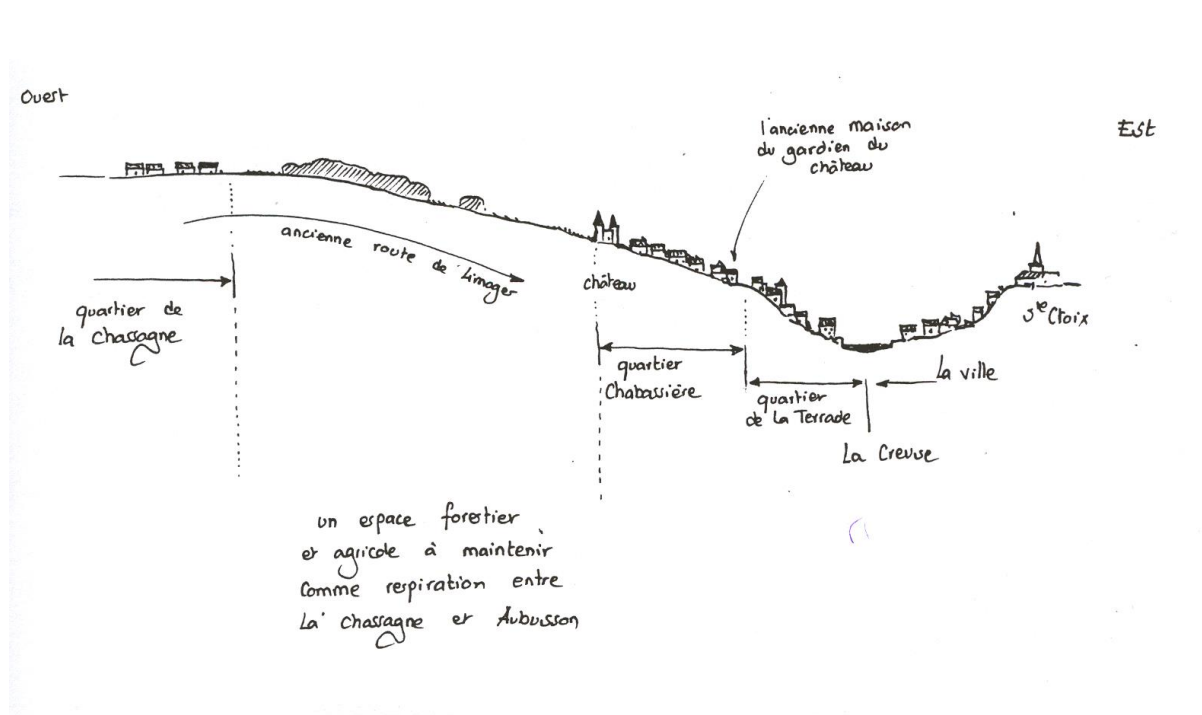 Ouest
Est
l'ancienne maison
du gardien du
château
ancienne route de Limoges
château
quartier de
la Chassagne
Ste Croix
quartier
Chabassière
La ville
quartier
de la Terrade
La Creuse
un espace forestier
et agricole à maintenir
comme respiration entre
La Chassagne et Aubusson